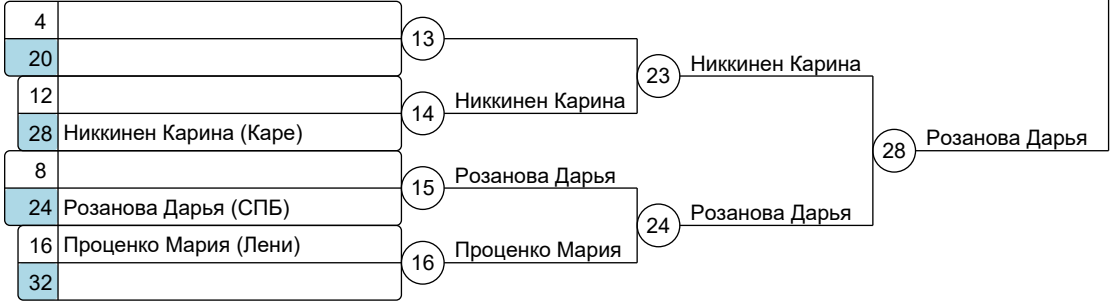 4
20
13
12
28 Никкинен Карина (Каре)
14 Никкинен Карина
23 Никкинен Карина
8
24 Розанова Дарья (СПБ)
15 Розанова Дарья
16 Проценко Мария (Лени)
32
16 Проценко Мария
24 Розанова Дарья
28 Розанова Дарья